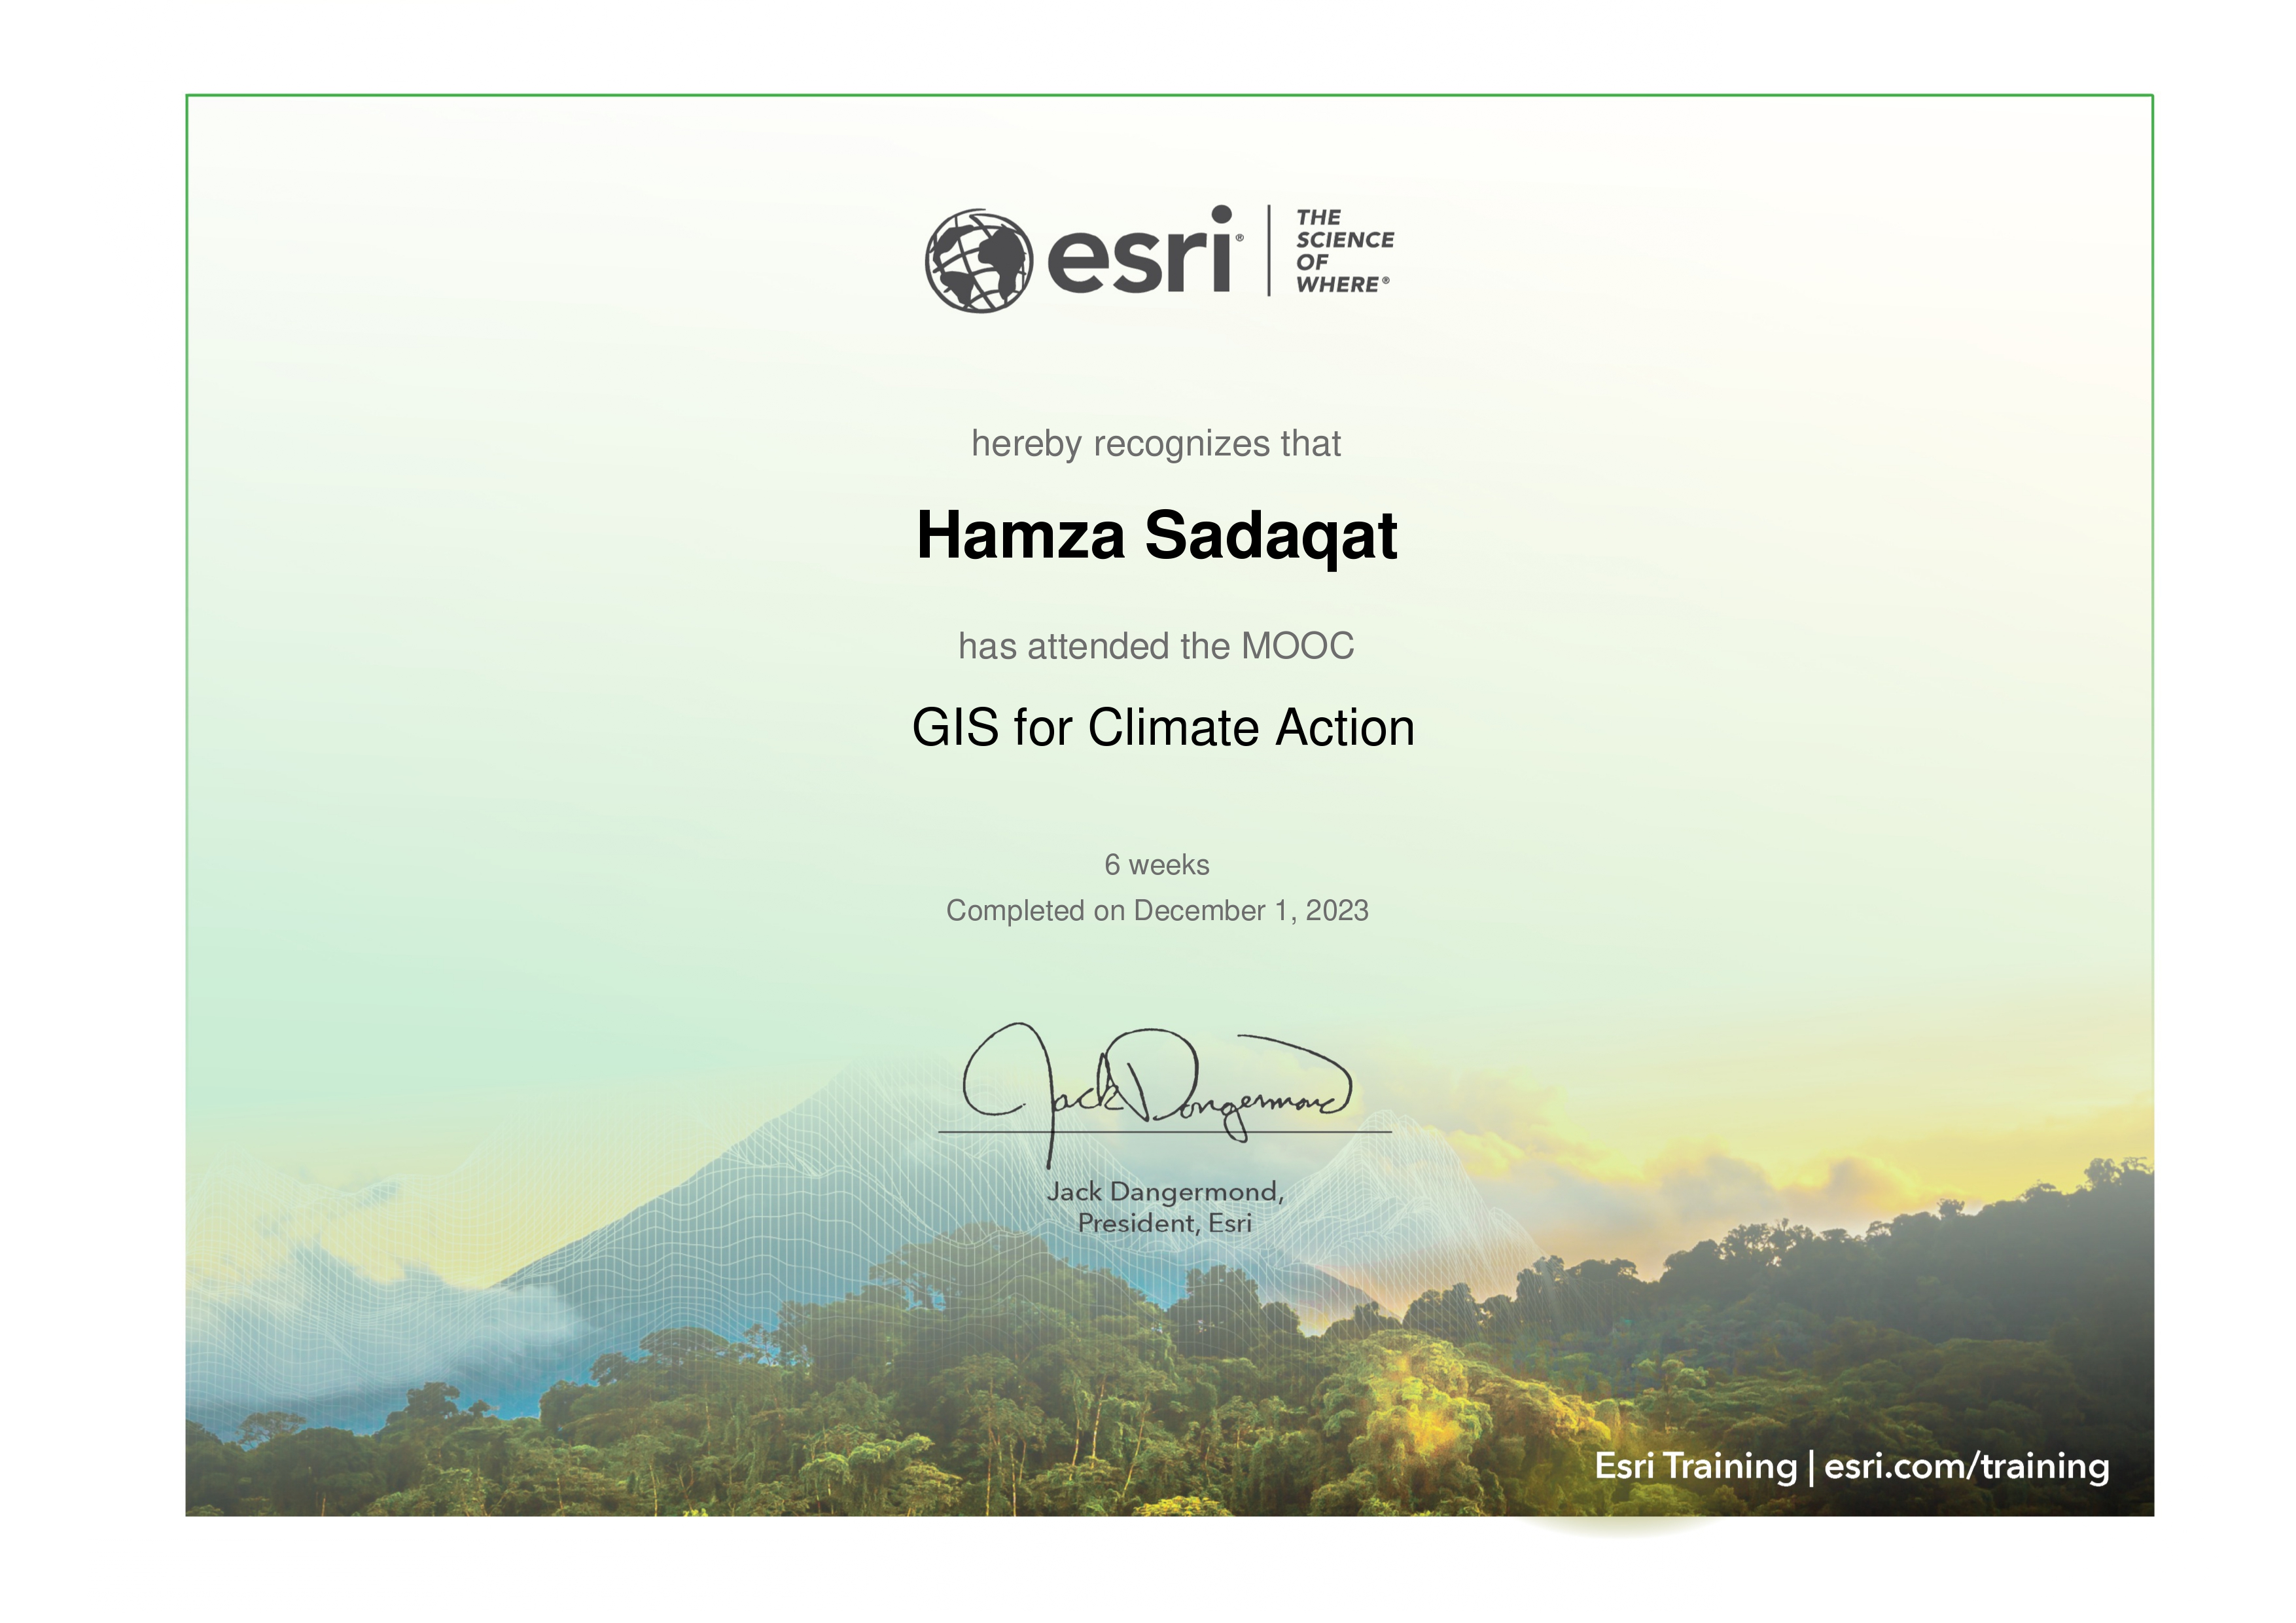 esri®
THE
SCIENCE
OF
WHERE®
hereby recognizes that
Hamza Sadaqat
has attended the MOOC
GIS for Climate Action
6 weeks
Completed on December 1, 2023
Jack Dangermond
Jack Dangermond,
President, Esri
Esri Training | esri.com/training